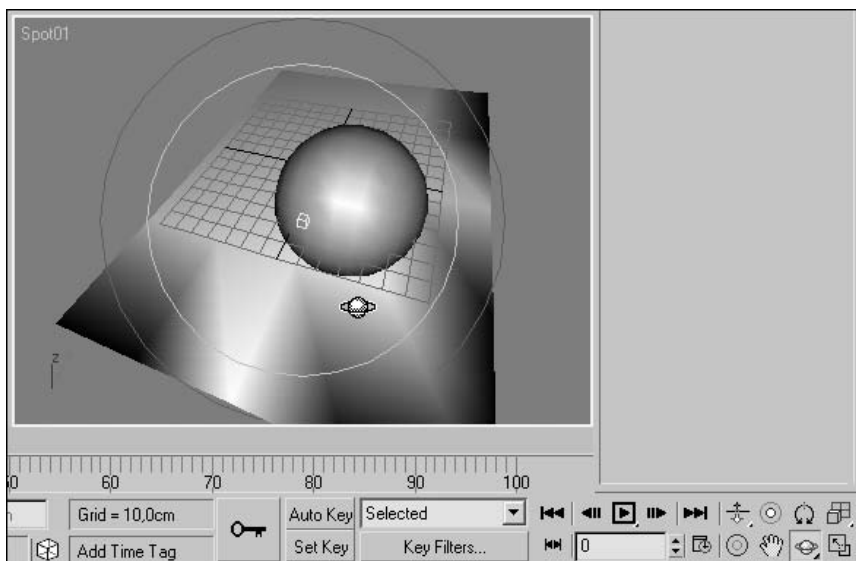 Spot01
z
60 70 80 90 100
Grid = 10,0cm
Auto Key
Selected
Add Time Tag
Set Key
Key Filters...
0